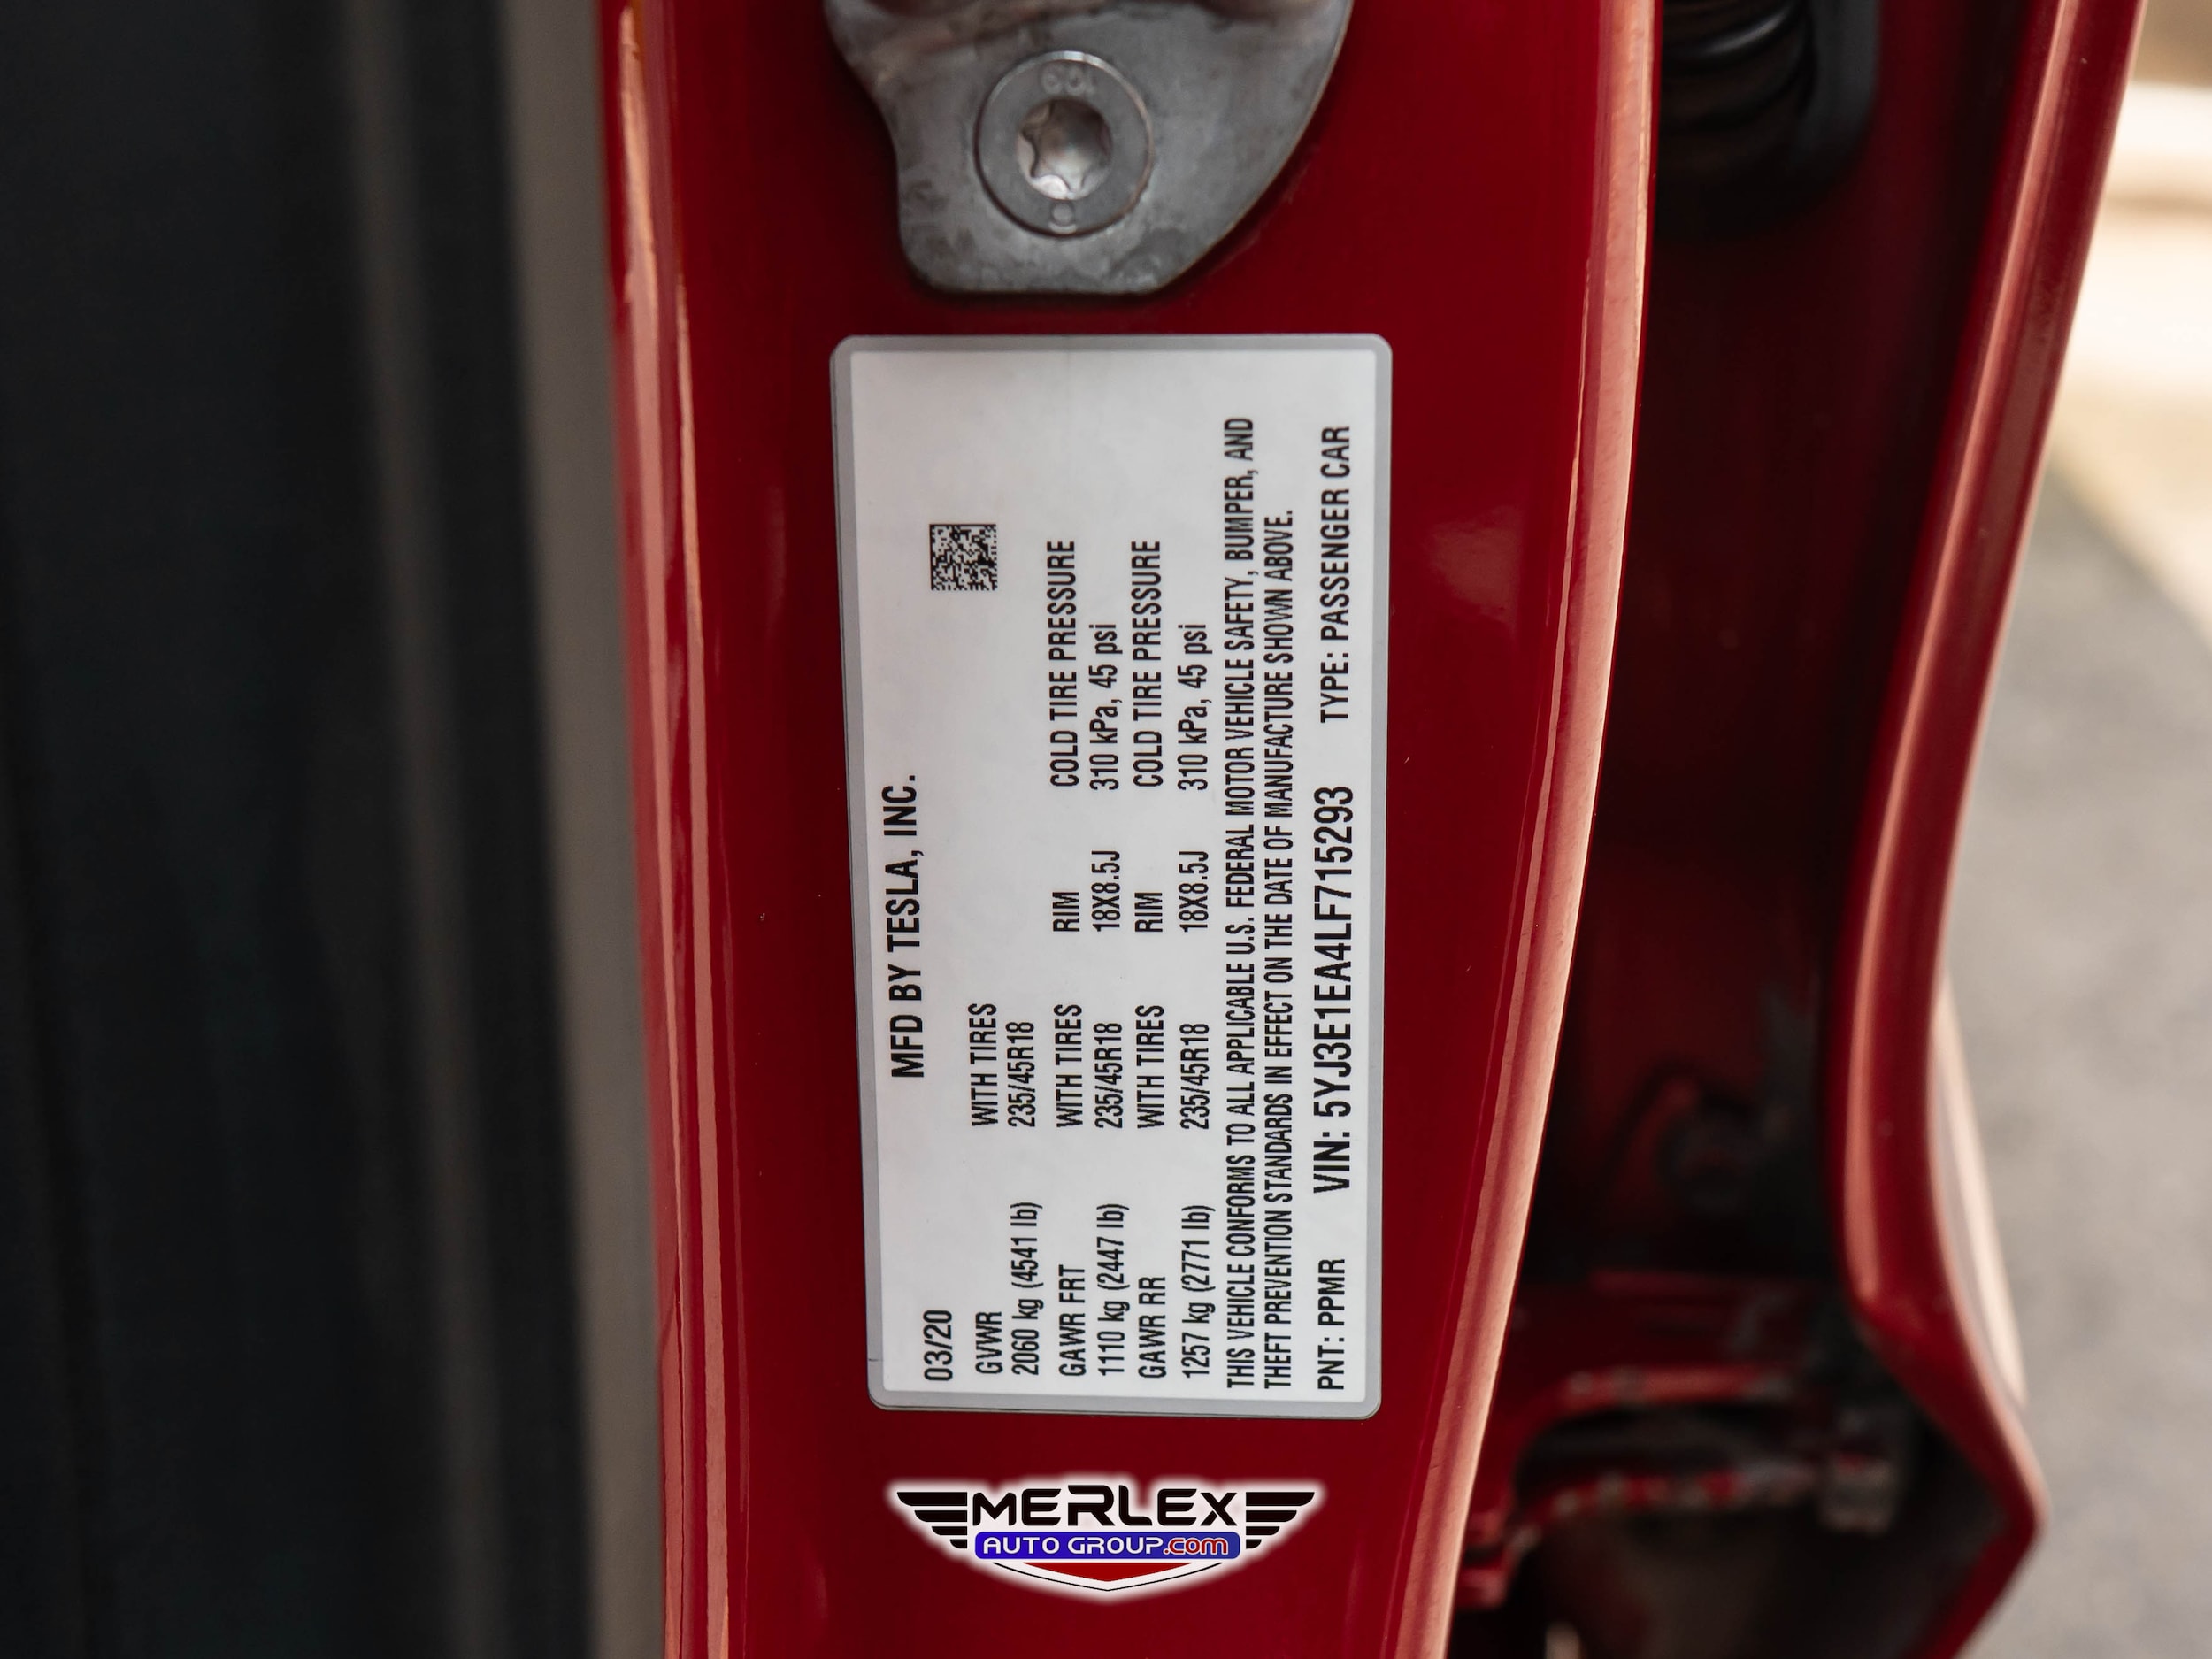 MFD BY TESLA, INC.
03/20
GVWR WITH TIRES
2060 kg (4541 lb) 235/45R18
GAWR FRT WITH TIRES RIM COLD TIRE PRESSURE
1110 kg (2447 lb) 235/45R18 18X8.5J 310 kPa, 45 psi
GAWR RR WITH TIRES RIM COLD TIRE PRESSURE
1257 kg (2771 lb) 235/45R18 18X8.5J 310 kPa, 45 psi
THIS VEHICLE CONFORMS TO ALL APPLICABLE U.S. FEDERAL MOTOR VEHICLE SAFETY, BUMPER, AND
THEFT PREVENTION STANDARDS IN EFFECT ON THE DATE OF MANUFACTURE SHOWN ABOVE.
PNT: PPMR VIN: 5YJ3E1EA4LF715293 TYPE: PASSENGER CAR
MERLEX
AUTO GROUP.com